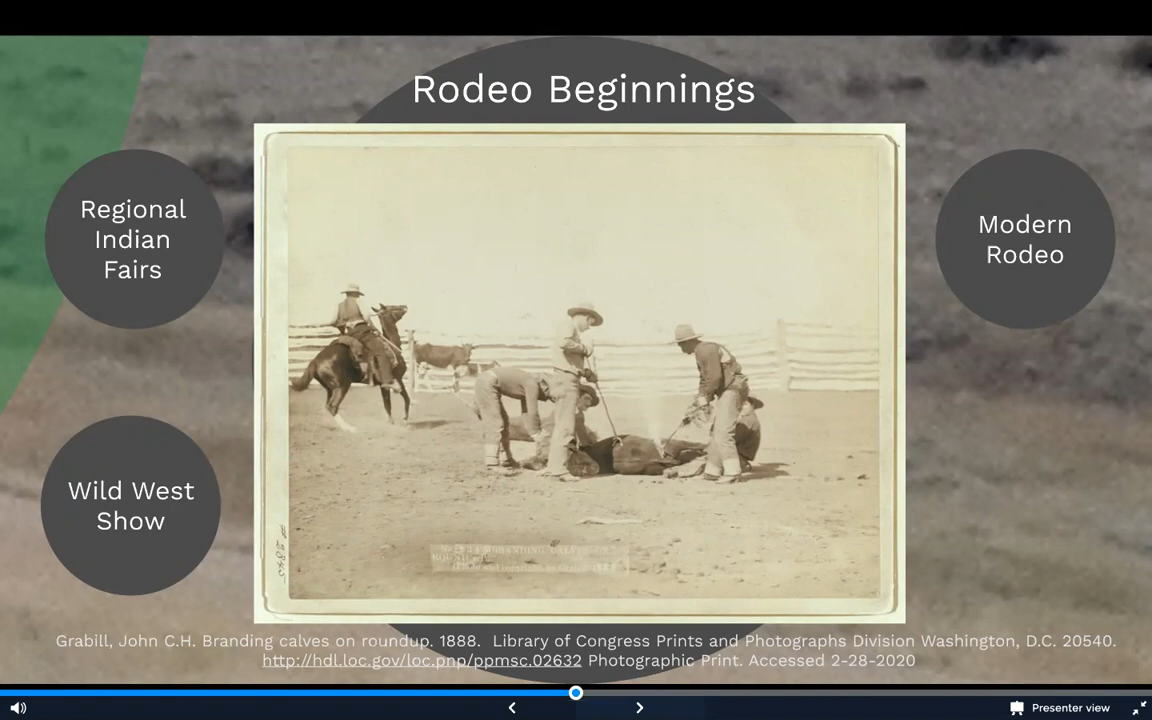 Rodeo Beginnings
Regional
Indian
Fairs
Modern
Rodeo
Wild West
Show
Grabill, John C.H. Branding calves on roundup. 1888. Library of Congress Prints and Photographs Division Washington, D.C. 20540.
http://hdl.loc.gov/loc.pnp/ppmsc.02632 Photographic Print. Accessed 2-28-2020
Presenter view